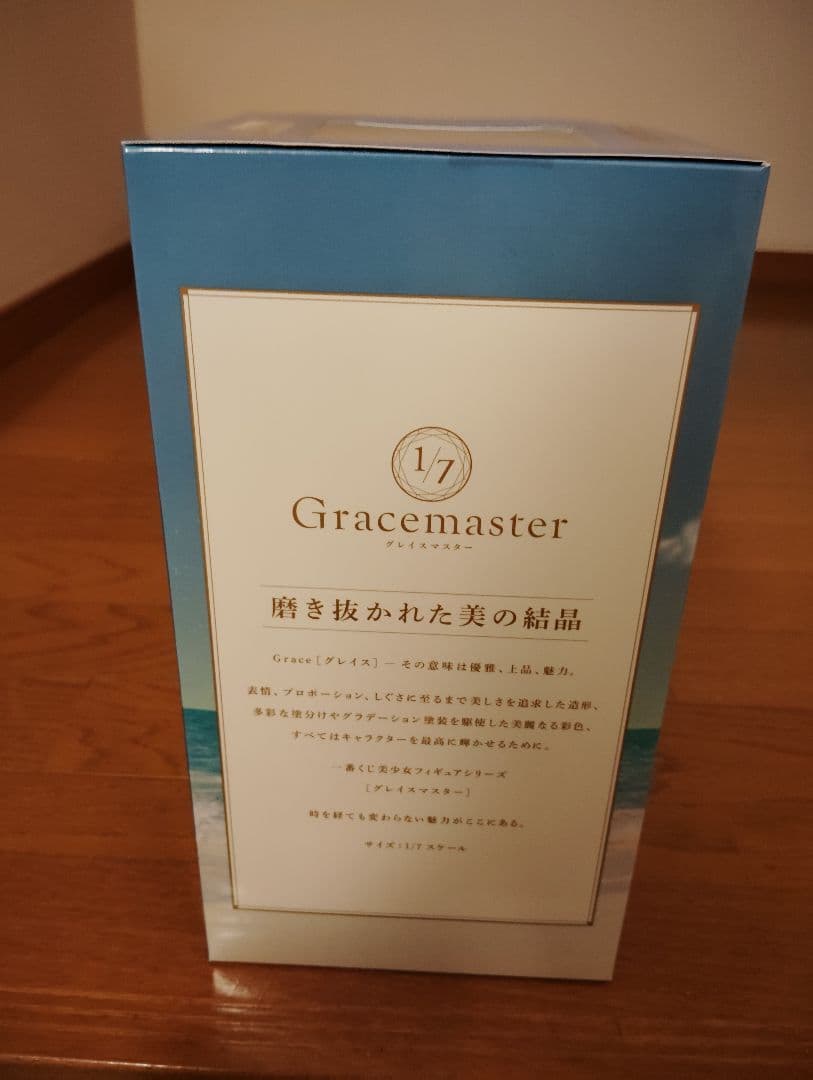 1/7
Gracemaster
グレイスマスター
磨き抜かれた美の結晶
Grace[グレイス] ― その意味は優雅、上品、魅力。
表情、プロポーション、しぐさに至るまで美しさを追求した造形、
多彩な塗分けやグラデーション塗装を駆使した美麗なる彩色、
すべてはキャラクターを最高に輝かせるために。
一番くじ美少女フィギュアシリーズ
[グレイスマスター]
時を経ても変わらない魅力がここにある。
サイズ:1/7スケール